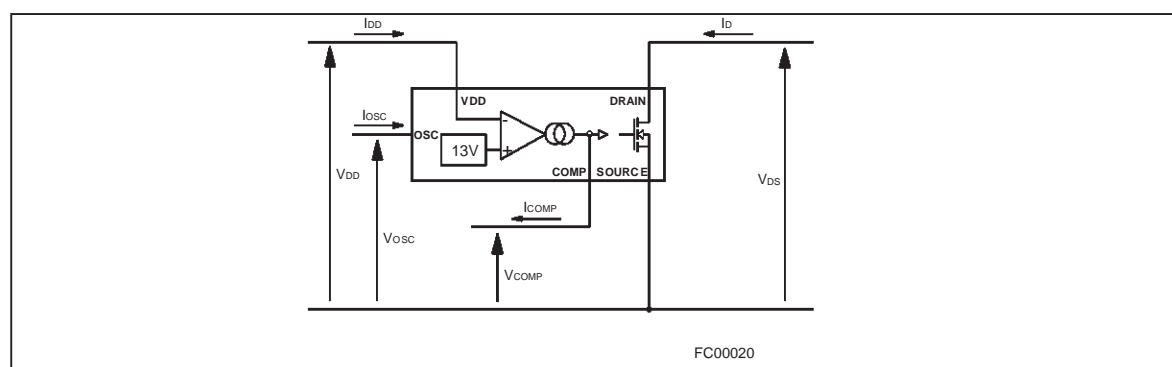 IDD
ID
VDD
DRAIN
IOSC
OSC
-
13V
+
COMP
SOURCE
VDD
VDS
ICOMP
VOSC
VCOMP
FC00020